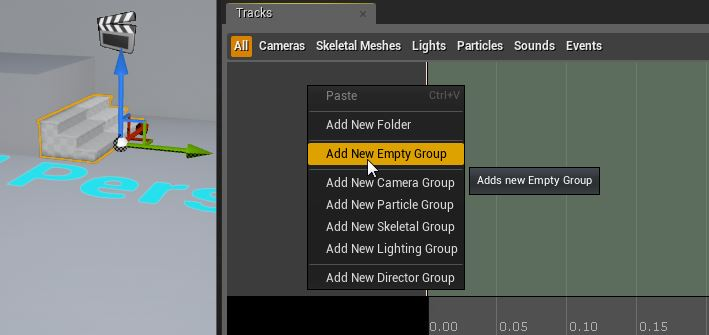 Tracks
All Cameras Skeletal Meshes Lights Particles Sounds Events
Paste Ctrl+V
Add New Folder
Add New Empty Group
Adds new Empty Group
Add New Camera Group
Add New Particle Group
Add New Skeletal Group
Add New Lighting Group
Add New Director Group
Pers
0.00 0.05 0.10 0.15